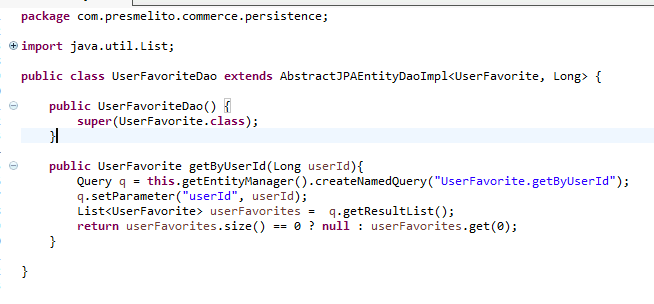 package com.presmelito.commerce.persistence;
import java.util.List;
public class UserFavoriteDao extends AbstractJPAEntityDaoImpl<UserFavorite, Long> {
public UserFavoriteDao() {
super(UserFavorite.class);
}
public UserFavorite getByUserId(Long userId){
Query q = this.getEntityManager().createNamedQuery("UserFavorite.getByUserId");
q.setParameter("userId", userId);
List<UserFavorite> userFavorites =  q.getResultList();
return userFavorites.size() == 0 ? null : userFavorites.get(0);
}
}